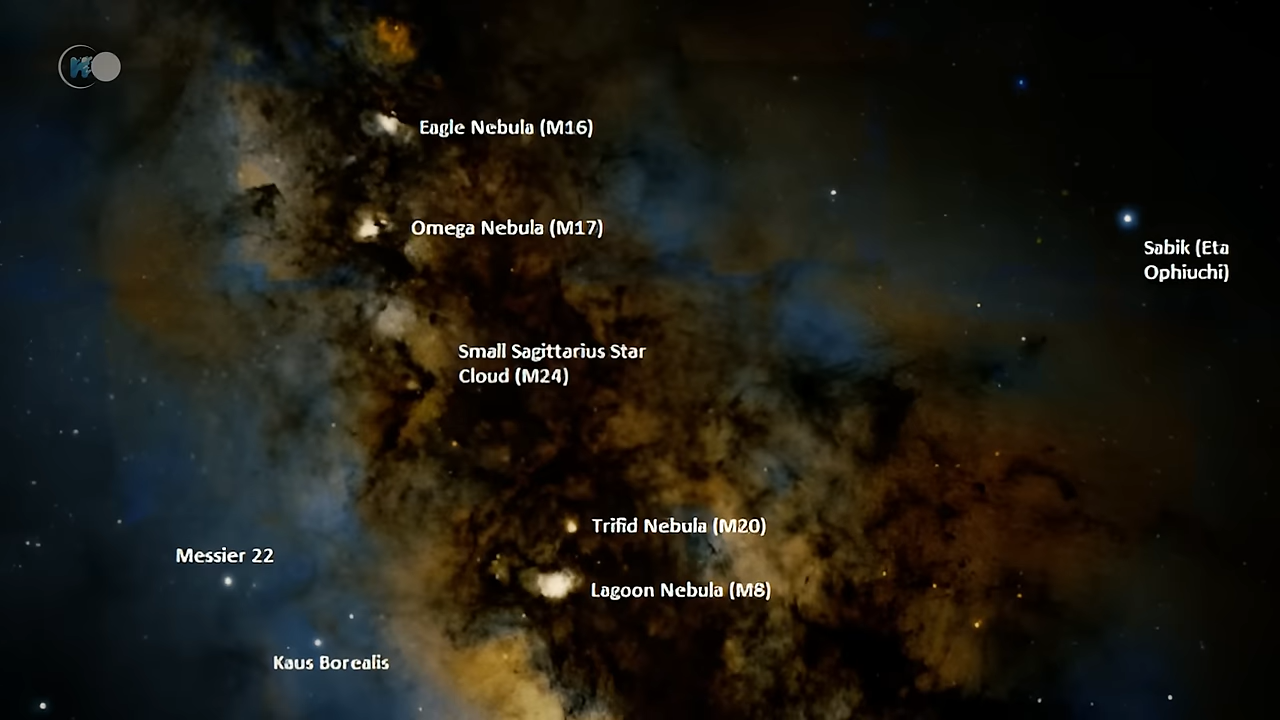 Eagle Nebula (M16)
Omega Nebula (M17)
Sabik (Eta
Ophiuchi)
Small Sagittarius Star
Cloud (M24)
Trifid Nebula (M20)
Messier 22
Lagoon Nebula (M8)
Kaus Borealis